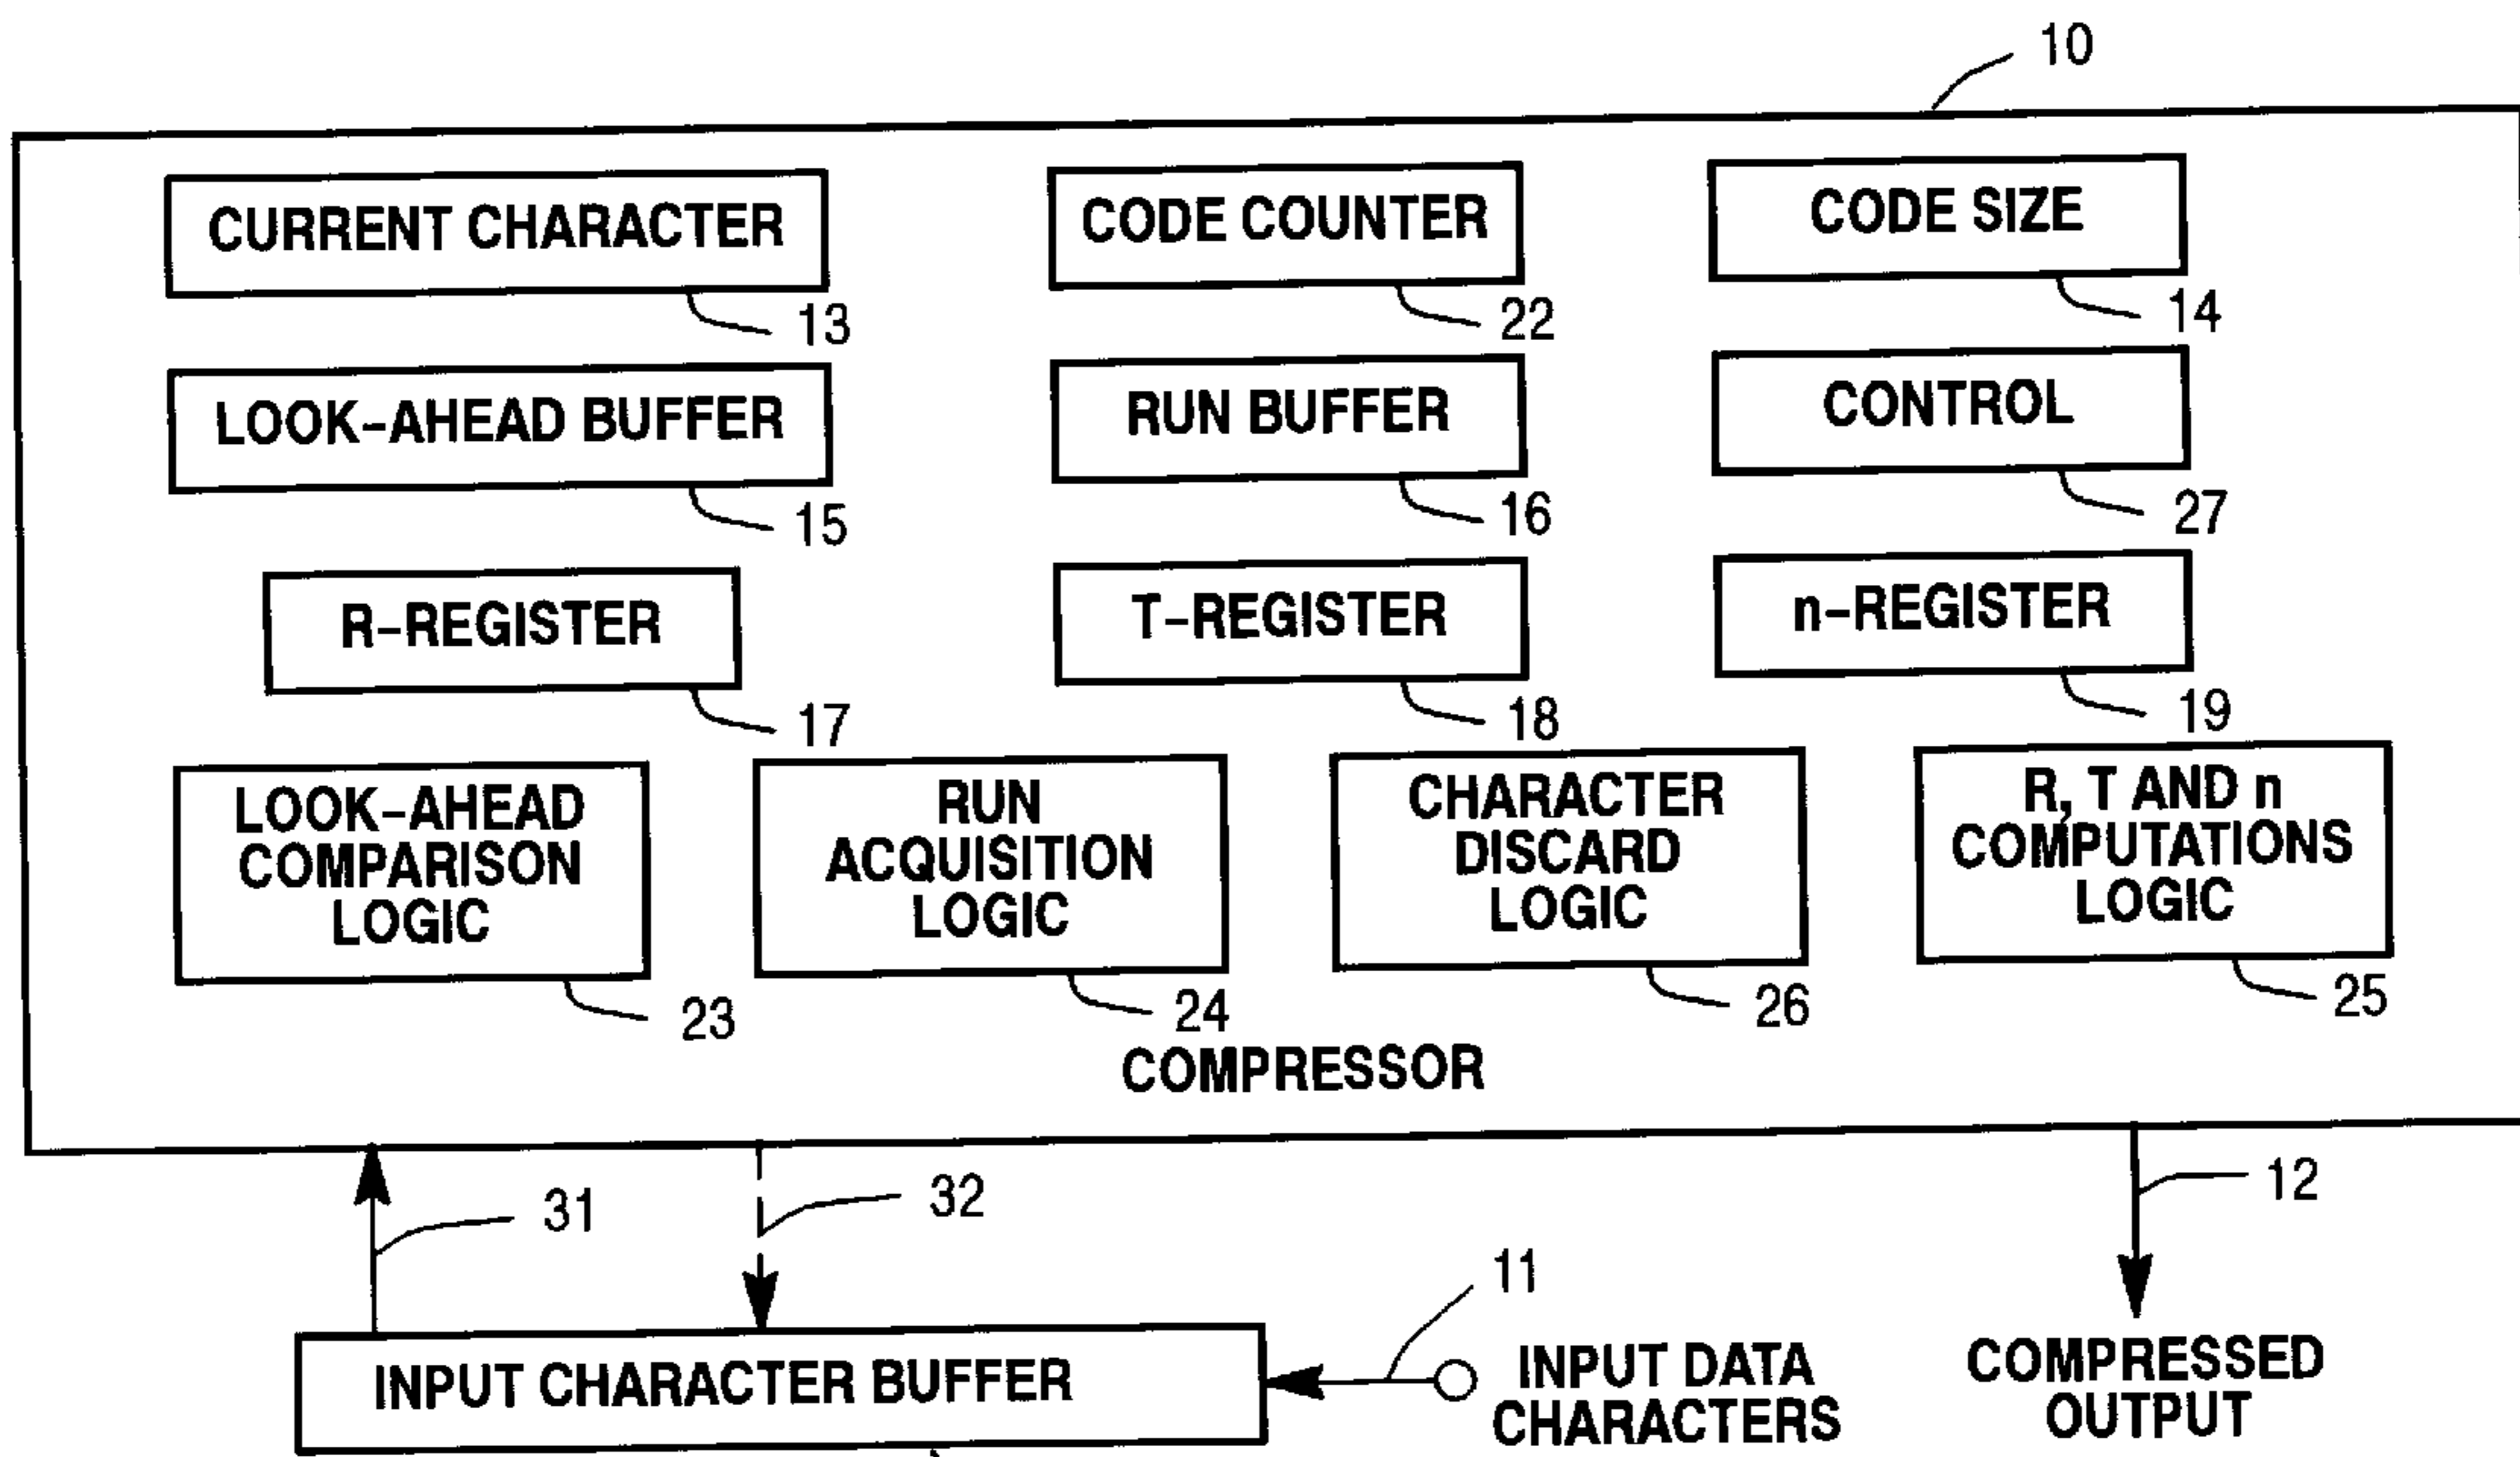 10
CURRENT CHARACTER
CODE COUNTER
CODE SIZE
13
22
14
LOOK-AHEAD BUFFER
RUN BUFFER
CONTROL
15
16
27
R-REGISTER
T-REGISTER
n-REGISTER
17
18
19
LOOK-AHEAD
COMPARISON
LOGIC
RUN
ACQUISITION
LOGIC
CHARACTER
DISCARD
LOGIC
R, T AND n
COMPUTATIONS
LOGIC
23
24
26
25
COMPRESSOR
31
32
12
11
INPUT CHARACTER BUFFER
INPUT DATA
CHARACTERS
COMPRESSED
OUTPUT